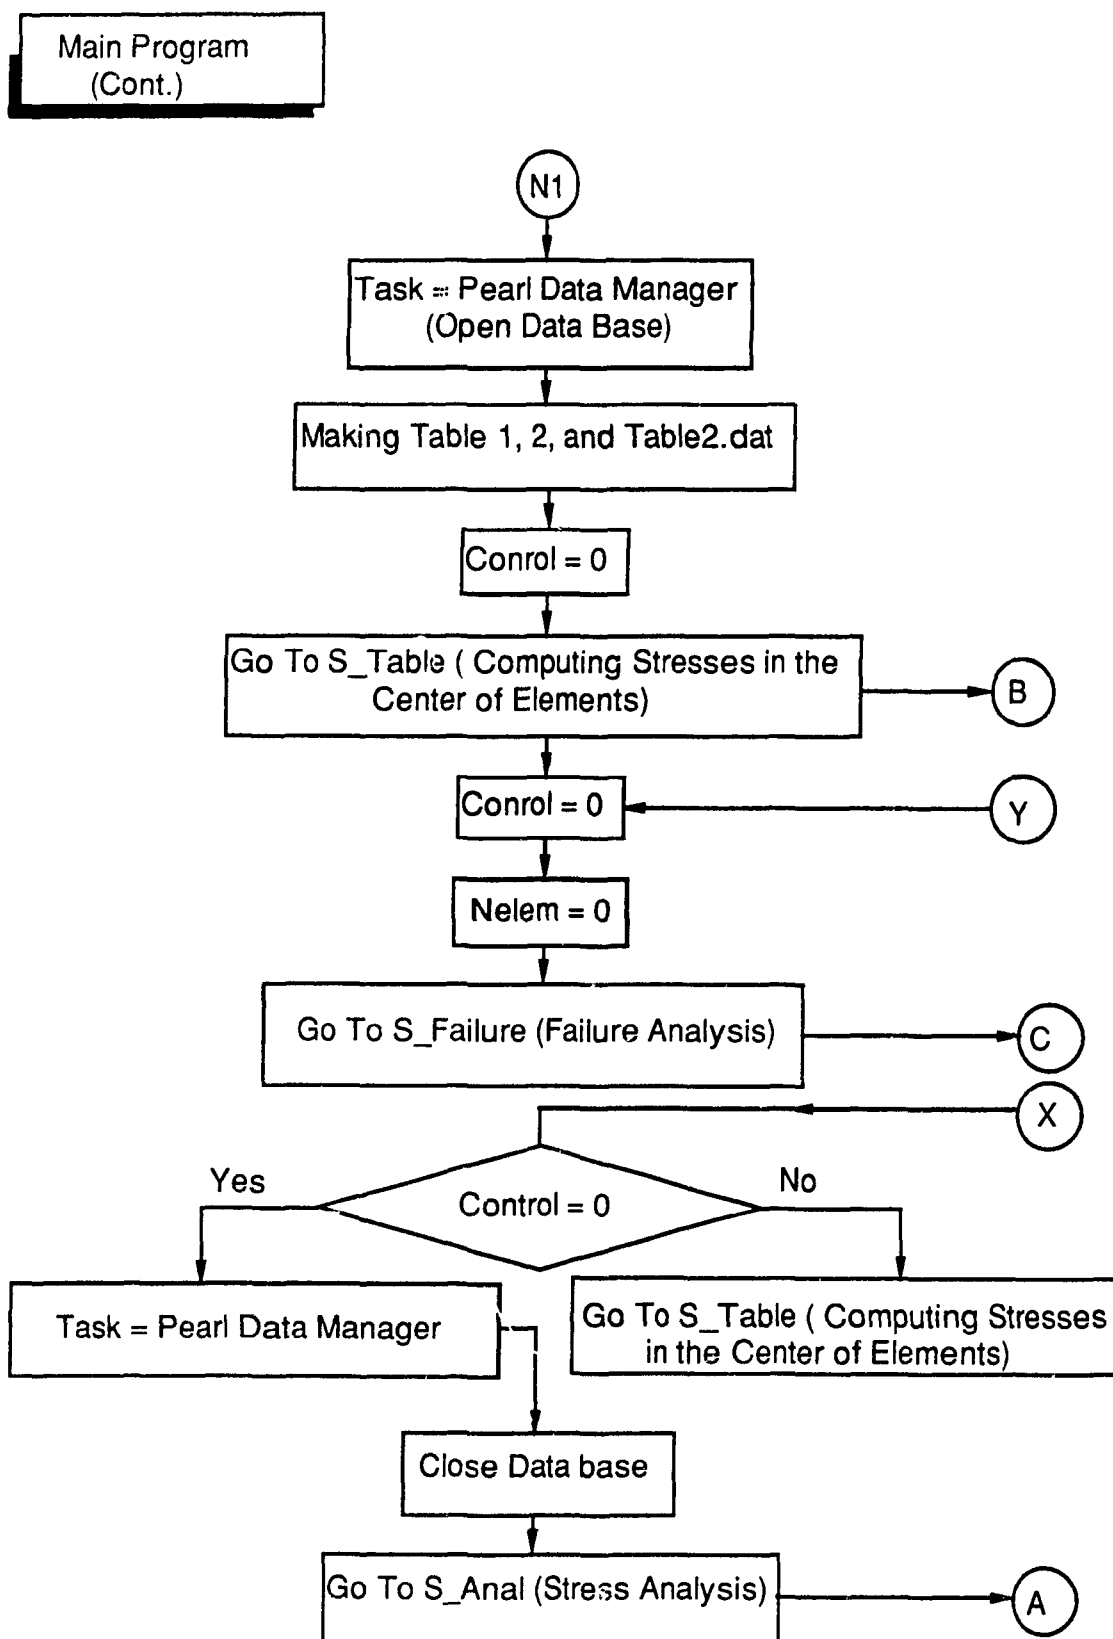 Main Program
(Cont.)
N1
Task = Pearl Data Manager
(Open Data Base)
Making Table 1, 2, and Table2.dat
Conrol = 0
Go To S_Table ( Computing Stresses in the
Center of Elements)
B
Conrol = 0
Y
Nelem = 0
Go To S_Failure (Failure Analysis)
C
X
Yes
Control = 0
No
Task = Pearl Data Manager
Go To S_Table ( Computing Stresses
in the Center of Elements)
Close Data base
Go To S_Anal (Stress Analysis)
A